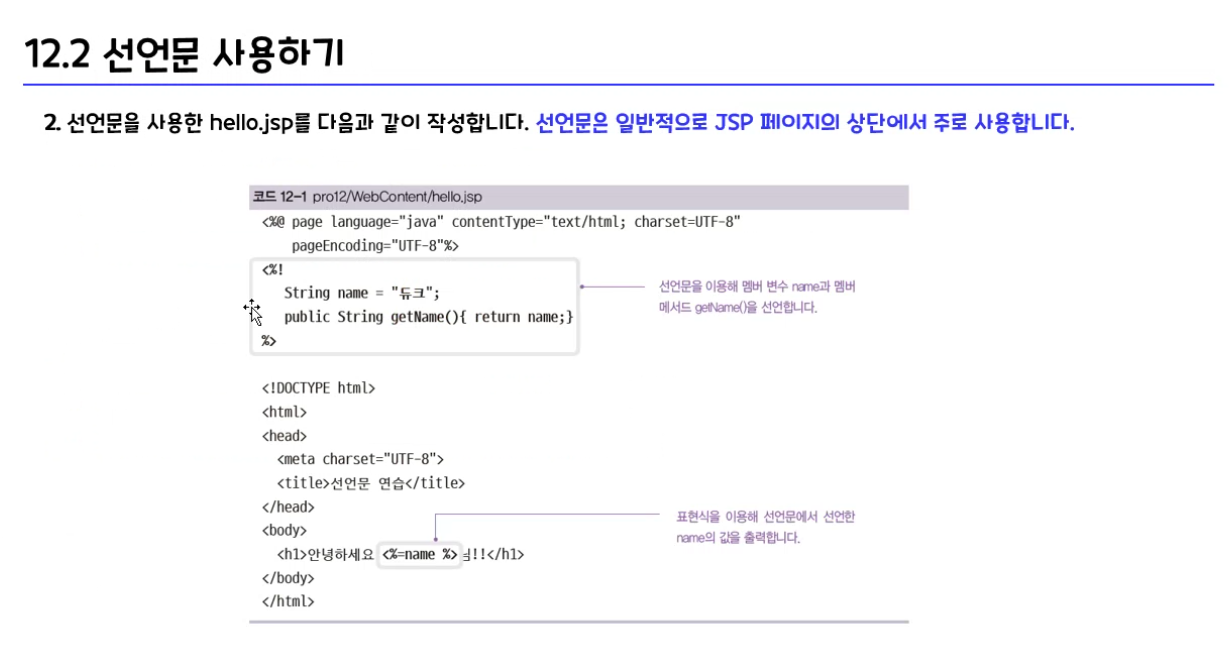 12.2 선언문 사용하기
2. 선언문을 사용한 hello.jsp를 다음과 같이 작성합니다. 선언문은 일반적으로 JSP 페이지의 상단에서 주로 사용합니다.
코드 12-1 pro12/WebContent/hello.jsp
<%@ page language="java" contentType="text/html; charset=UTF-8"
pageEncoding="UTF-8"%>
<%!
String name = "듀크";
public String getName(){ return name;}
%>
선언문을 이용해 멤버 변수 name과 멤버
메서드 getName()을 선언합니다.
<!DOCTYPE html>
<html>
<head>
<meta charset="UTF-8">
<title>선언문 연습</title>
</head>
<body>
<h1>안녕하세요 <%=name %>님!!</h1>
</body>
</html>
표현식을 이용해 선언문에서 선언한
name의 값을 출력합니다.